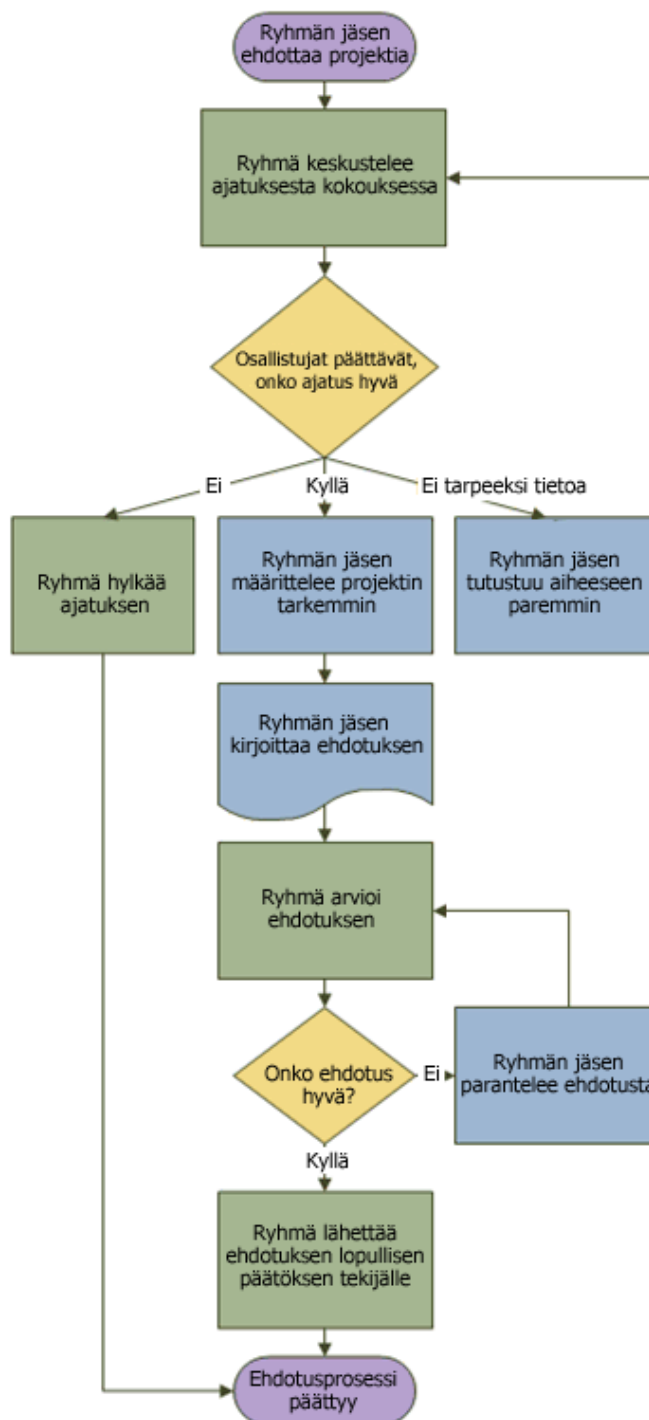 Ryhmän jäsen
ehdottaa projektia
Ryhmä keskustelee
ajatuksesta kokouksessa
Osallistujat päättävät,
onko ajatus hyvä
Ei
Kyllä
Ei tarpeeksi tietoa
Ryhmä hylkää
ajatuksen
Ryhmän jäsen
määrittelee projektin
tarkemmin
Ryhmän jäsen
tutustuu aiheeseen
paremmin
Ryhmän jäsen
kirjoittaa ehdotuksen
Ryhmä arvioi
ehdotuksen
Onko ehdotus
hyvä?
Ei
Ryhmän jäsen
parantelee ehdotusta
Kyllä
Ryhmä lähettää
ehdotuksen lopullisen
päätöksen tekijälle
Ehdotusprosessi
päättyy